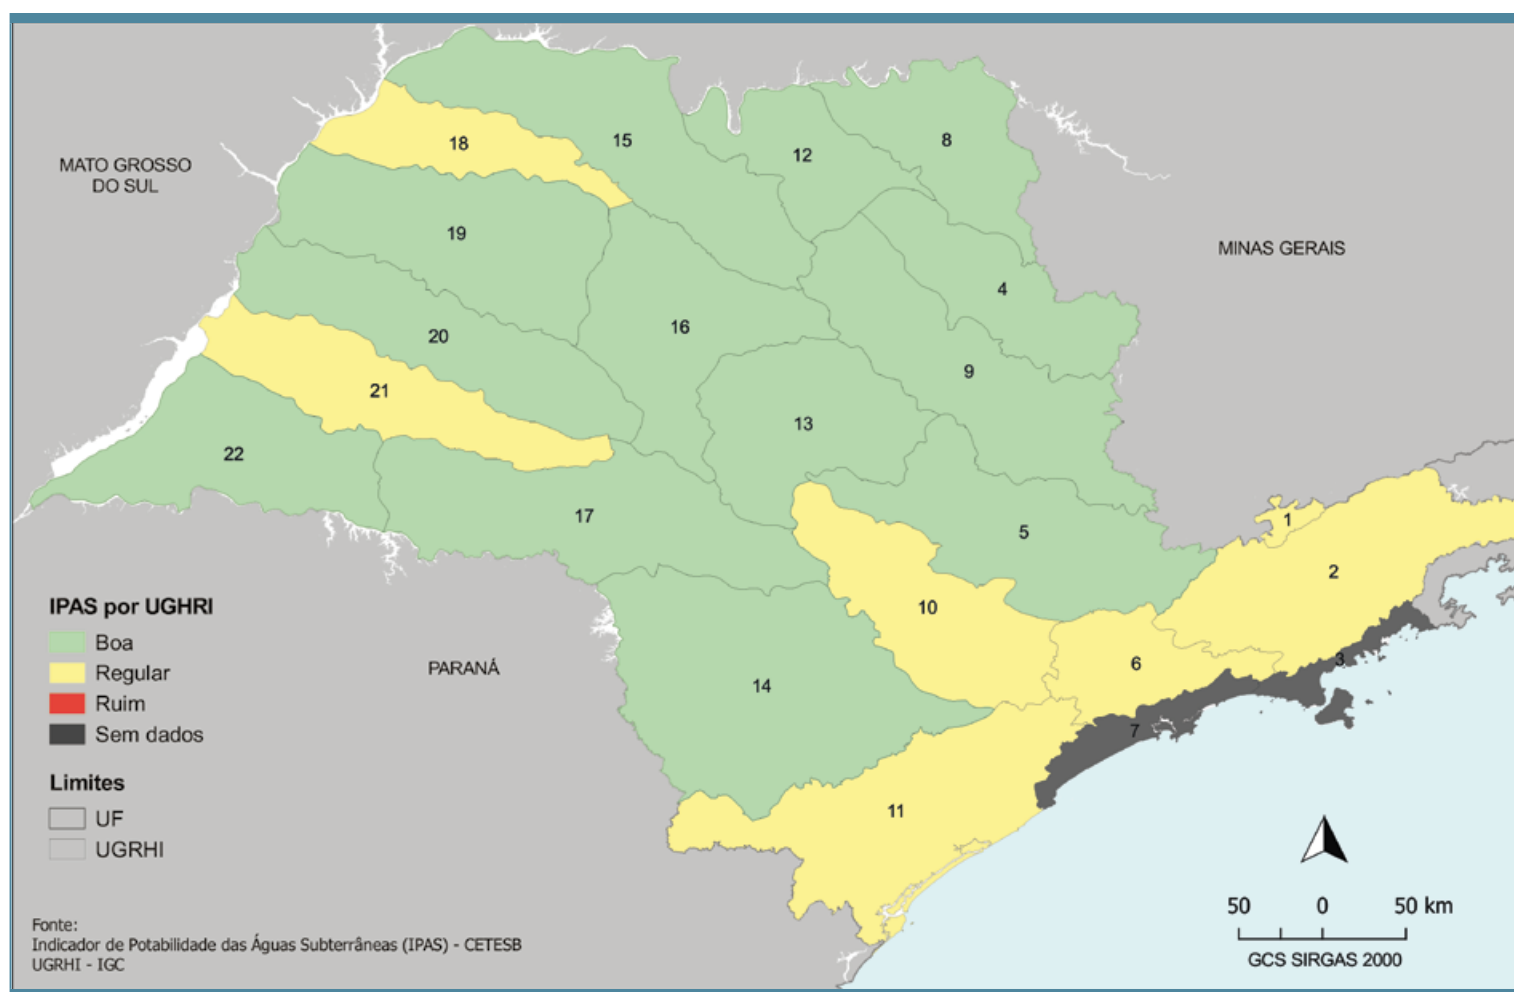 15
18
12
8
MATO GROSSO
DO SUL
19
MINAS GERAIS
4
16
20
9
21
13
22
17
5
1
2
10
IPAS por UGHRI
Boa
Regular
Ruim
Sem dados
PARANÁ
14
6
3
7
Limites
UF
UGRHI
11
50 0 50 km
GCS SIRGAS 2000
Fonte:
Indicador de Potabilidade das Águas Subterrâneas (IPAS) - CETESB
UGRHI - IGC